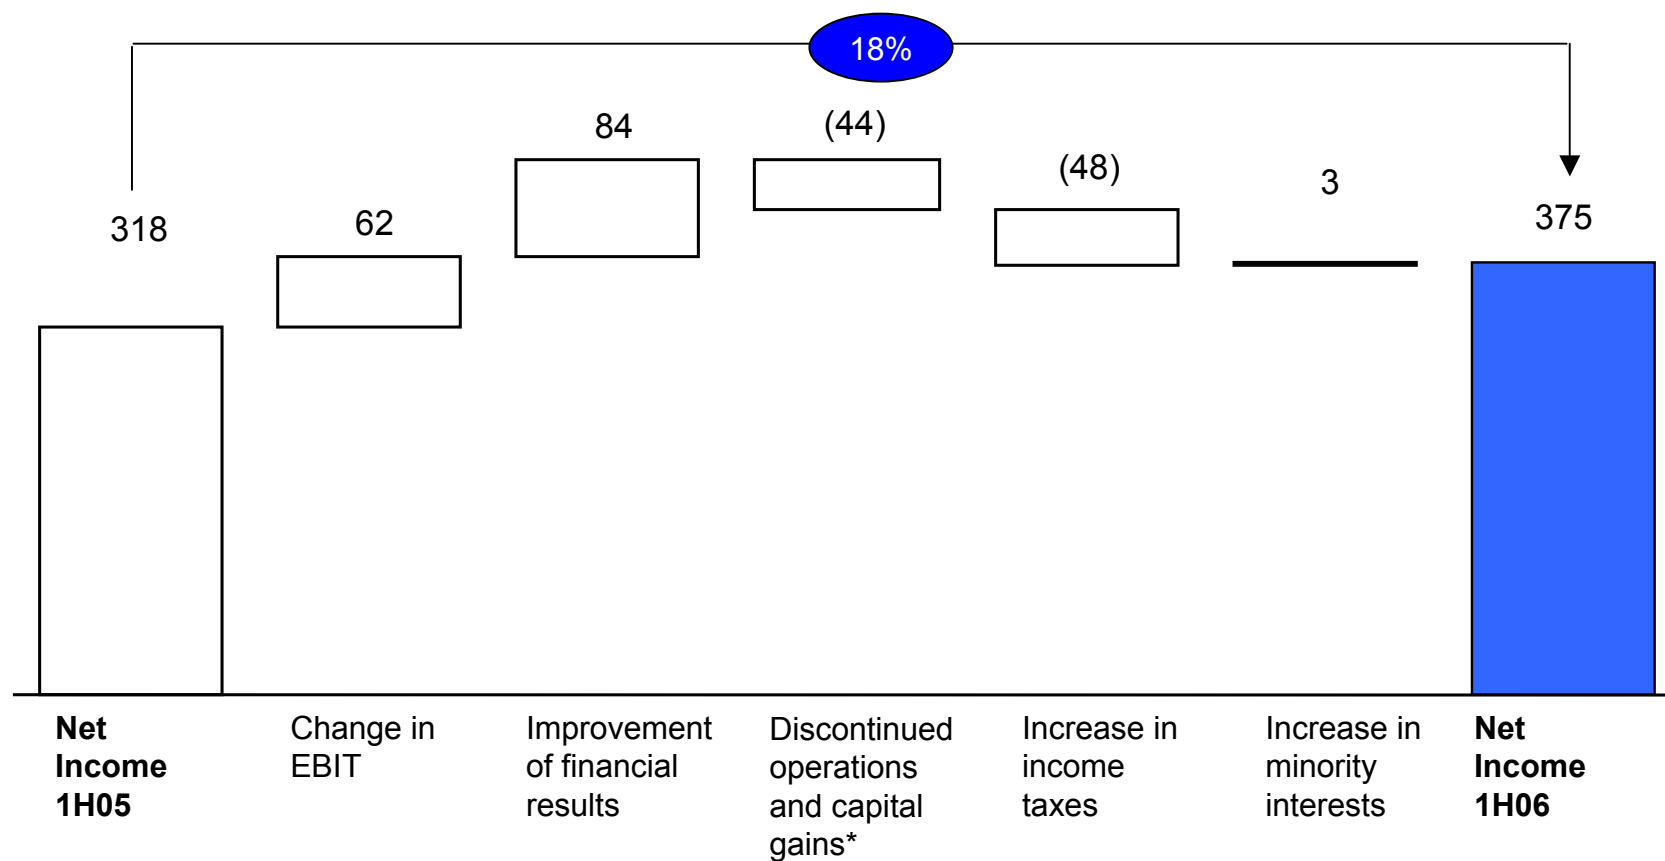 18%
318
62
84
(44)
(48)
3
375
Net
Income
1H05
Change in
EBIT
Improvement
of financial
results
Discontinued
operations
and capital
gains*
Increase in
income
taxes
Increase in
minority
interests
Net
Income
1H06